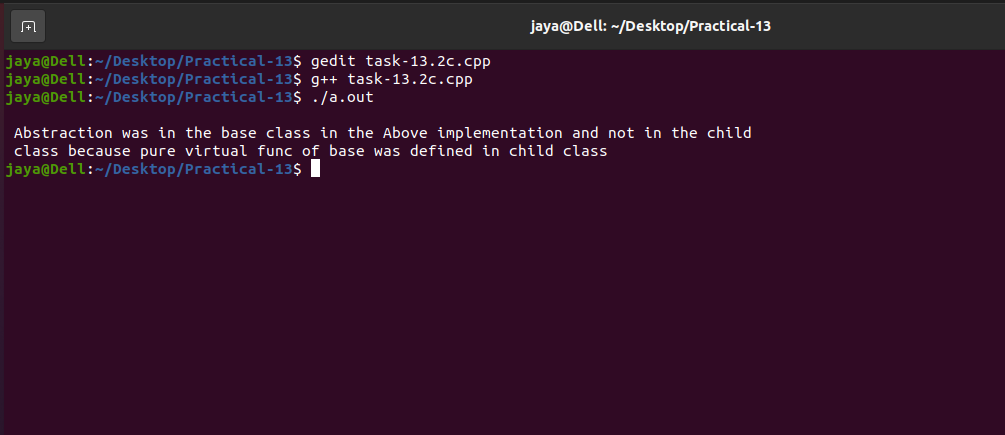 jaya@Dell: ~/Desktop/Practical-13
jaya@Dell:~/Desktop/Practical-13$ gedit task-13.2c.cpp
jaya@Dell:~/Desktop/Practical-13$ g++ task-13.2c.cpp
jaya@Dell:~/Desktop/Practical-13$ ./a.out
Abstraction was in the base class in the Above implementation and not in the child
class because pure virtual func of base was defined in child class
jaya@Dell:~/Desktop/Practical-13$